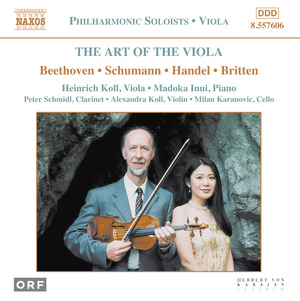 PHILHARMONIC SOLOISTS • VIOLA
DDD
8.557606
THE ART OF THE VIOLA
Beethoven • Schumann • Handel • Britten
Heinrich Koll, Viola • Madoka Inui, Piano
Peter Schmidl, Clarinet • Alexandra Koll, Violin • Milan Karanovic, Cello
ORF
HERBERT VON
KARAJAN